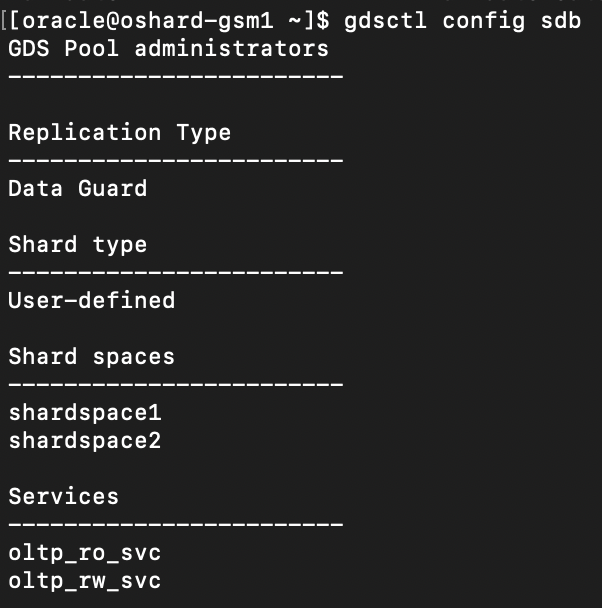 [[oracle@oshard-gsm1 ~]$ gdsctl config sdb
GDS Pool administrators
------------------------
Replication Type
------------------------
Data Guard
Shard type
------------------------
User-defined
Shard spaces
------------------------
shardspace1
shardspace2
Services
------------------------
oltp_ro_svc
oltp_rw_svc